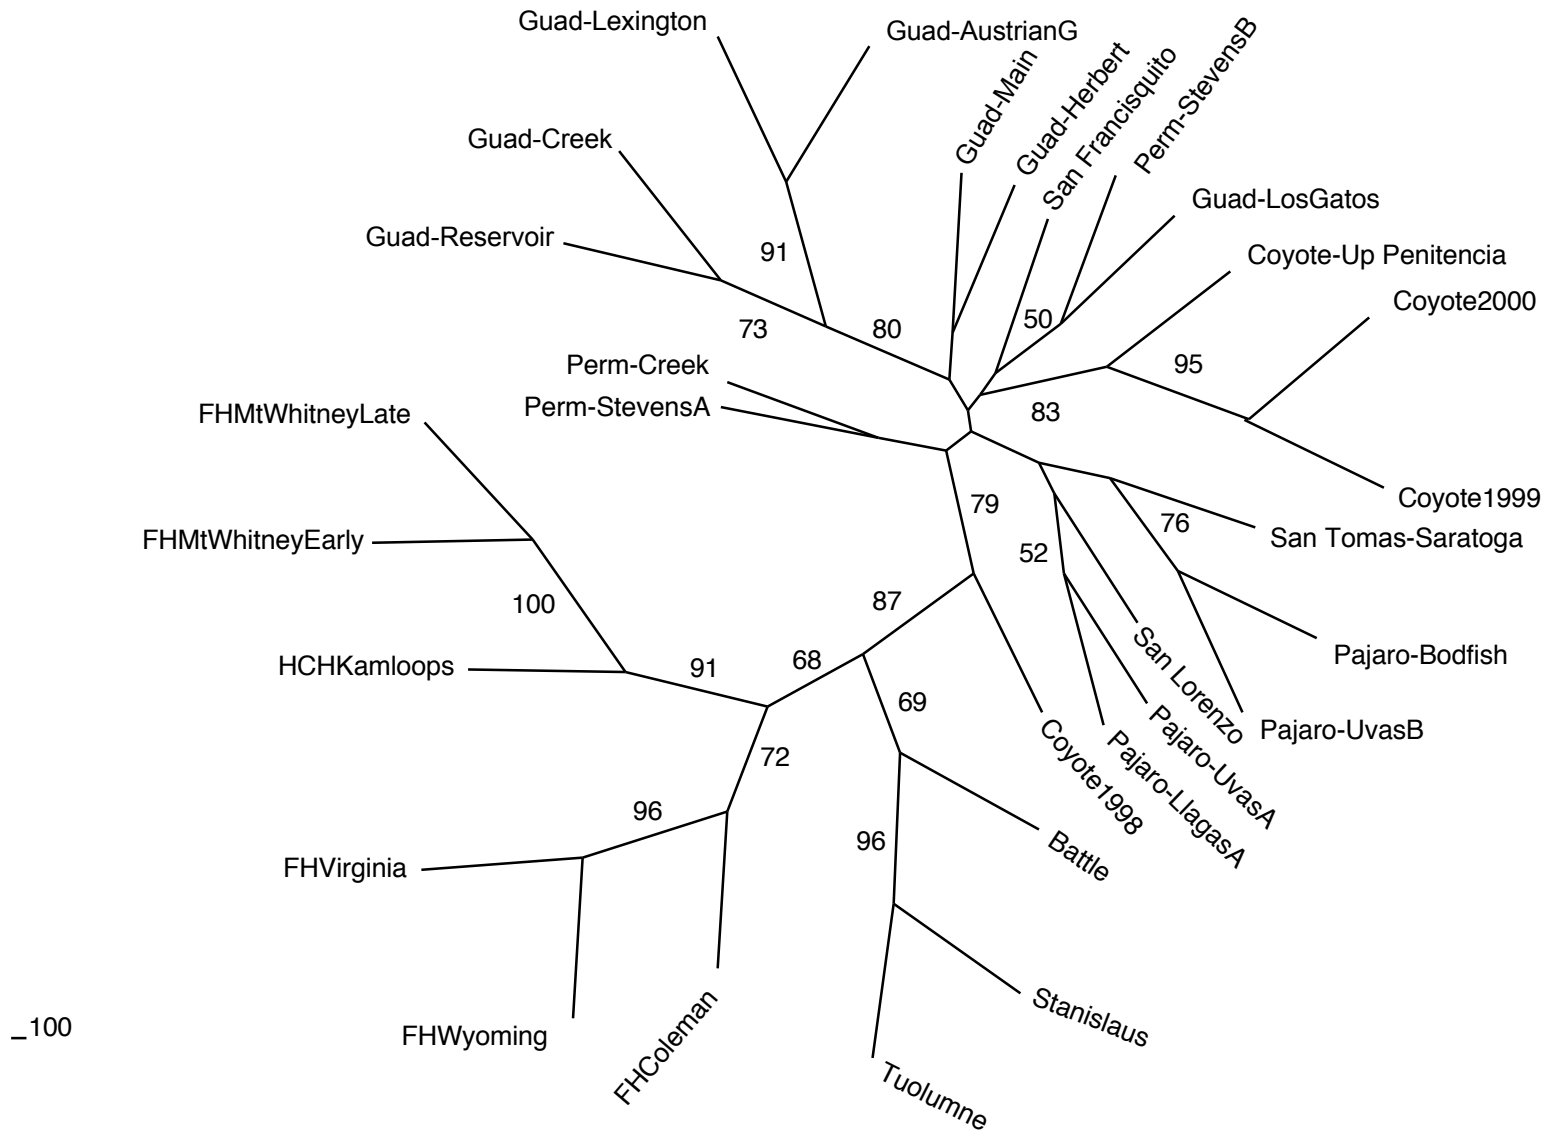 Guad-Lexington
Guad-AustrianG
Guad-Main
Guad-Herbert
San Francisquito
Perm-StevensB
Guad-Creek
Guad-LosGatos
Guad-Reservoir
91
Coyote-Up Penitencia
Coyote2000
73
80
50
95
Perm-Creek
Perm-StevensA
83
FHMtWhitneyLate
Coyote1999
79
76
San Tomas-Saratoga
FHMtWhitneyEarly
52
100
87
HCHKamloops
91
68
San Lorenzo
Pajaro-Bodfish
69
Pajaro-UvasB
72
Coyote1998
Pajaro-LlagasA
Pajaro-UvasA
96
96
Battle
FHVirginia
_100
FHWyoming
FHColeman
Stanislaus
Tuolumne